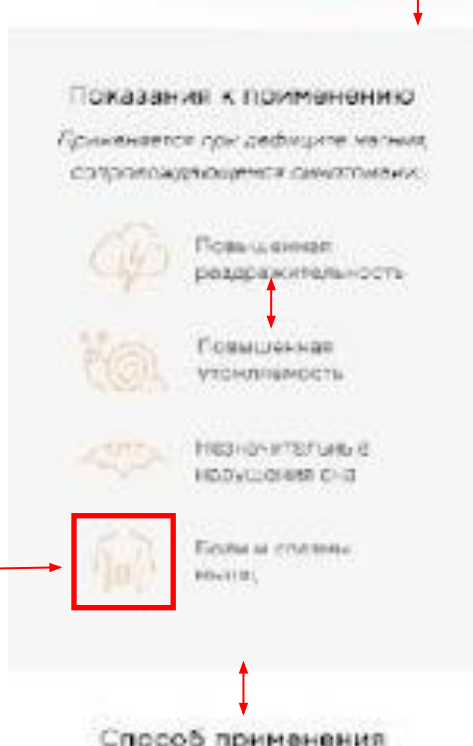 Показания к применению
Применяется при дефиците магния,
сопровождающемся симптомами:
Повышенная
раздражительность
Повышенная
утомляемость
Незначительные
нарушения сна
Боли и спазмы
мышц
Способ применения